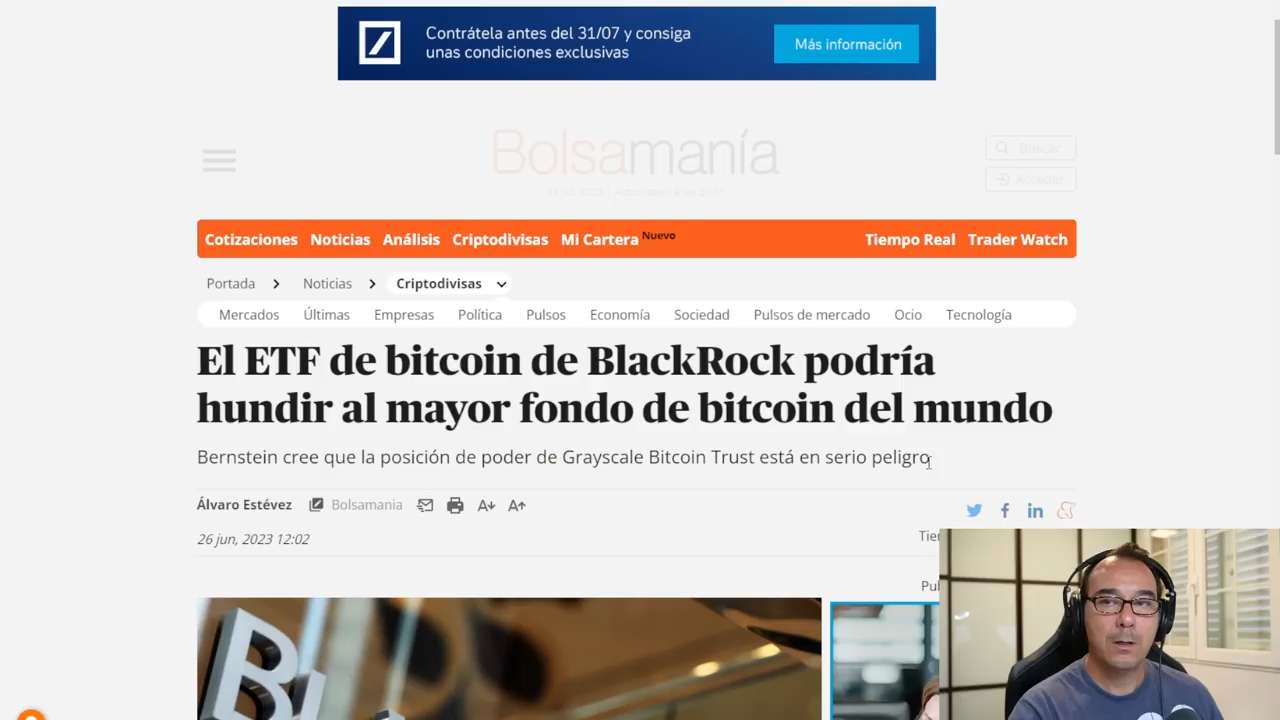 Contrátela antes del 31/07 y consiga
unas condiciones exclusivas
Más información
Bolsamanía
Buscar
Acceder
Cotizaciones Noticias Análisis Criptodivisas Mi Cartera Nuevo Tiempo Real Trader Watch
Portada Noticias Criptodivisas
Mercados Últimas Empresas Política Pulsos Economía Sociedad Pulsos de mercado Ocio Tecnología
El ETF de bitcoin de BlackRock podría
hundir al mayor fondo de bitcoin del mundo
Bernstein cree que la posición de poder de Grayscale Bitcoin Trust está en serio peligro
Álvaro Estévez Bolsamania A A
26 jun, 2023 12:02